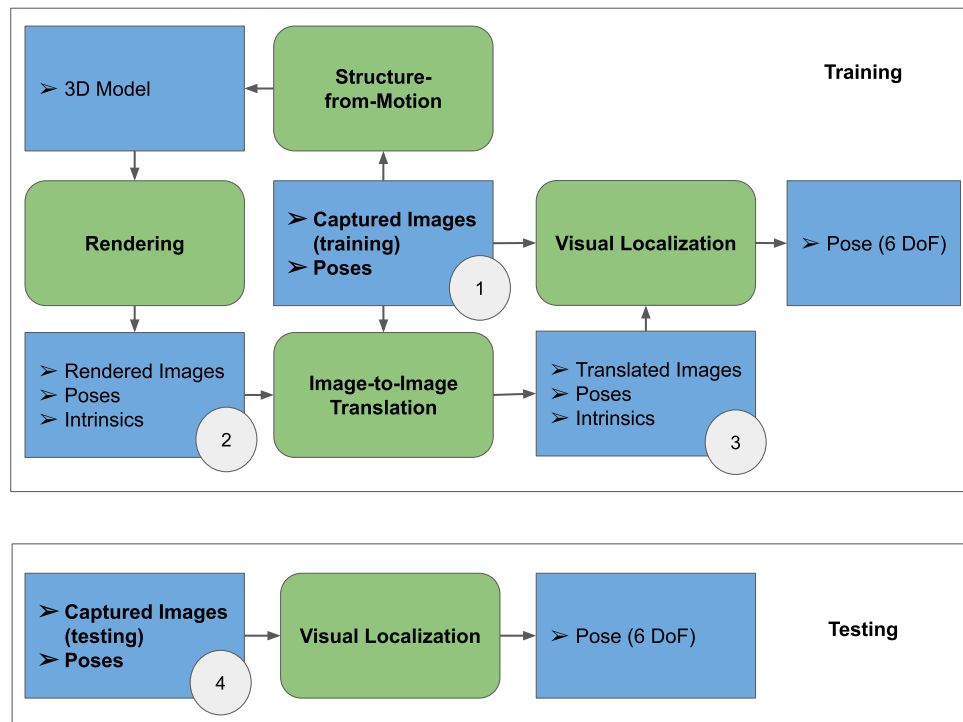 ➢ 3D Model
Structure-
from-Motion
Training
Rendering
➢ Captured Images
(training)
➢ Poses
1
Visual Localization
➢ Pose (6 DoF)
➢ Rendered Images
➢ Poses
➢ Intrinsics
2
Image-to-Image
Translation
➢ Translated Images
➢ Poses
➢ Intrinsics
3
➢ Captured Images
(testing)
➢ Poses
4
Visual Localization
➢ Pose (6 DoF)
Testing